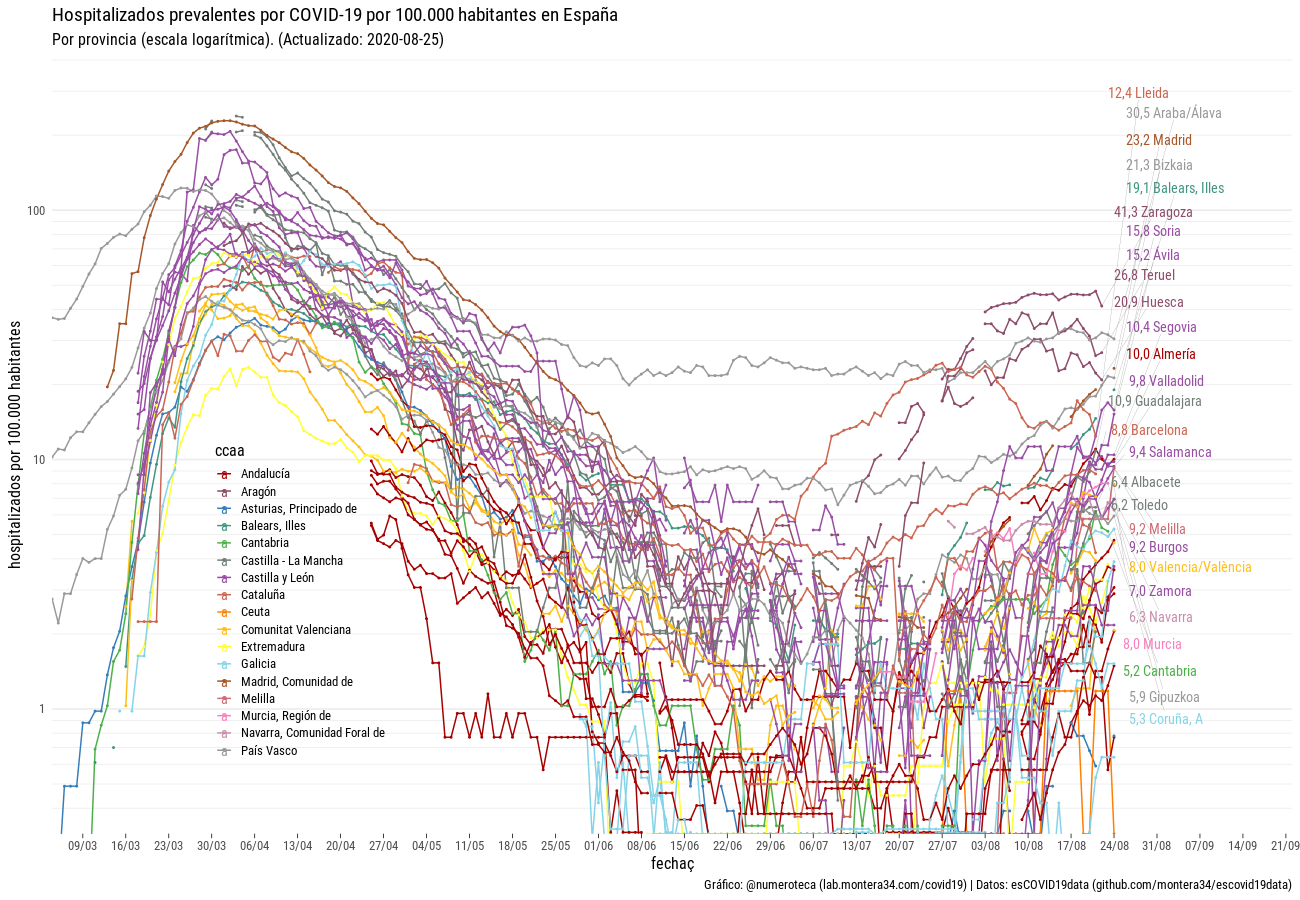 Hospitalizados prevalentes por COVID-19 por 100.000 habitantes en España
Por provincia (escala logarítmica). (Actualizado: 2020-08-25)
hospitalizados por 100.000 habitantes
100
10
1
12,4 Lleida
30,5 Araba/Álava
23,2 Madrid
21,3 Bizkaia
19,1 Balears, Illes
41,3 Zaragoza
15,8 Soria
15,2 Ávila
26,8 Teruel
20,9 Huesca
10,4 Segovia
10,0 Almería
9,8 Valladolid
10,9 Guadalajara
8,8 Barcelona
9,4 Salamanca
6,4 Albacete
6,2 Toledo
9,2 Melilla
9,2 Burgos
8,0 Valencia/València
7,0 Zamora
6,3 Navarra
8,0 Murcia
5,2 Cantabria
5,9 Gipuzkoa
5,3 Coruña, A
ccaa
Andalucía
Aragón
Asturias, Principado de
Balears, Illes
Cantabria
Castilla - La Mancha
Castilla y León
Cataluña
Ceuta
Comunitat Valenciana
Extremadura
Galicia
Madrid, Comunidad de
Melilla
Murcia, Región de
Navarra, Comunidad Foral de
País Vasco
09/03 16/03 23/03 30/03 06/04 13/04 20/04 27/04 04/05 11/05 18/05 25/05 01/06 08/06 15/06 22/06 29/06 06/07 13/07 20/07 27/07 03/08 10/08 17/08 24/08 31/08 07/09 14/09 21/09
fechaç
Gráfico: @numeroteca (lab.montera34.com/covid19) | Datos: esCOVID19data (github.com/montera34/escovid19data)